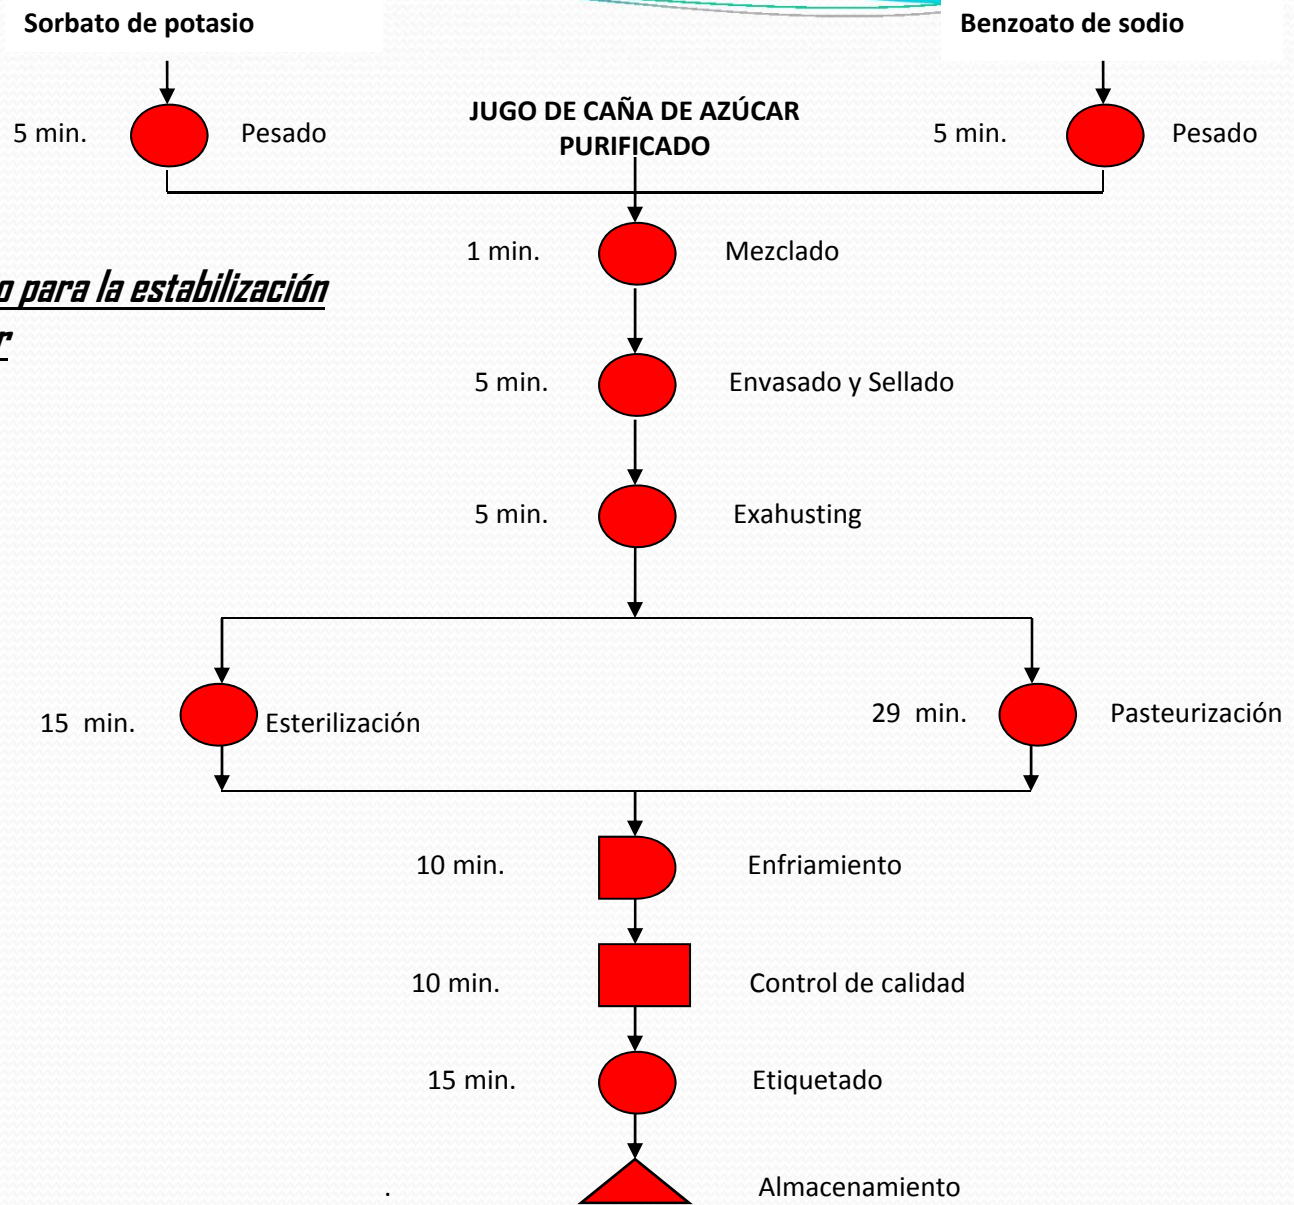 Sorbato de potasio
Benzoato de sodio
5 min.
Pesado
JUGO DE CAÑA DE AZÚCAR
PURIFICADO
5 min.
Pesado
1 min.
Mezclado
o para la estabilización
r
5 min.
Envasado y Sellado
5 min.
Exahusting
15 min.
Esterilización
29 min.
Pasteurización
10 min.
Enfriamiento
10 min.
Control de calidad
15 min.
Etiquetado
.
Almacenamiento